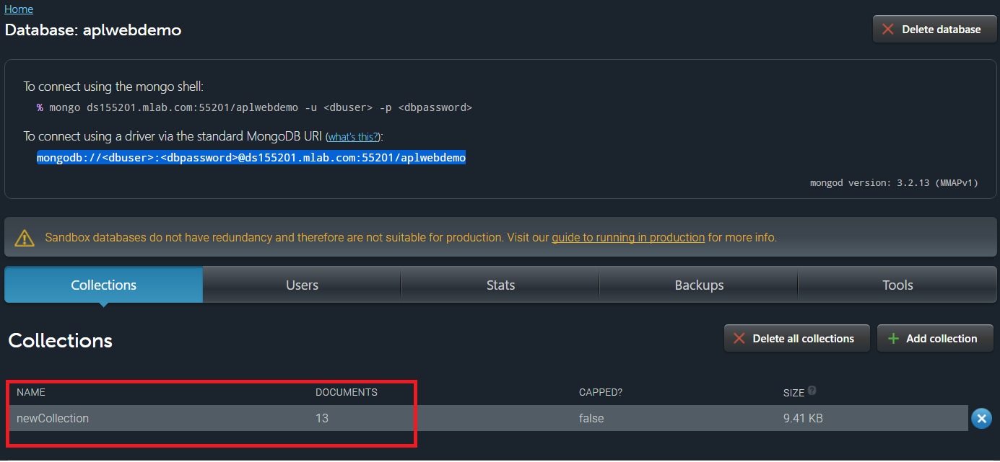 Home
Database: aplwebdemo
Delete database
To connect using the mongo shell:
% mongo ds155201.mlab.com:55201/aplwebdemo -u <dbuser> -p <dbpassword>
To connect using a driver via the standard MongoDB URI (what's this?):
mongodb://<dbuser>:<dbpassword>@ds155201.mlab.com:55201/aplwebdemo
mongod version: 3.2.13 (MMAPv1)
Sandbox databases do not have redundancy and therefore are not suitable for production. Visit our guide to running in production for more info.
Collections Users Stats Backups Tools
Collections
Delete all collections Add collection
NAME DOCUMENTS CAPPED? SIZE ?
newCollection 13 false 9.41 KB